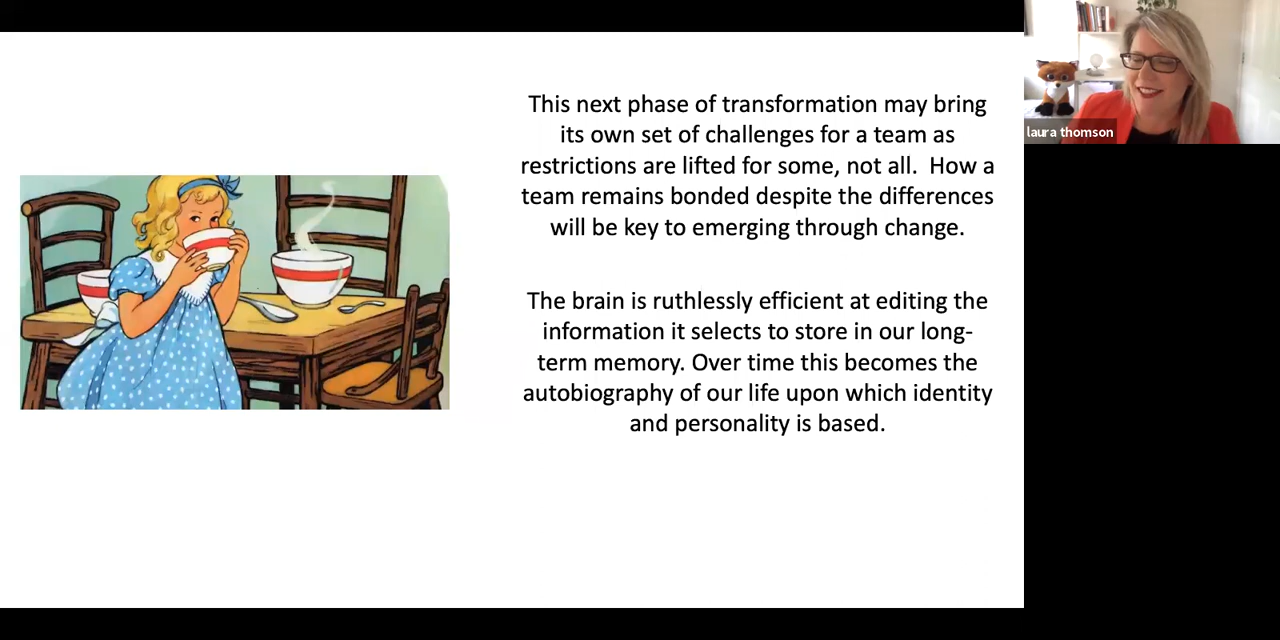 This next phase of transformation may bring
its own set of challenges for a team as
restrictions are lifted for some, not all.  How a
team remains bonded despite the differences
will be key to emerging through change.
The brain is ruthlessly efficient at editing the
information it selects to store in our long-
term memory. Over time this becomes the
autobiography of our life upon which identity
and personality is based.
laura thomson